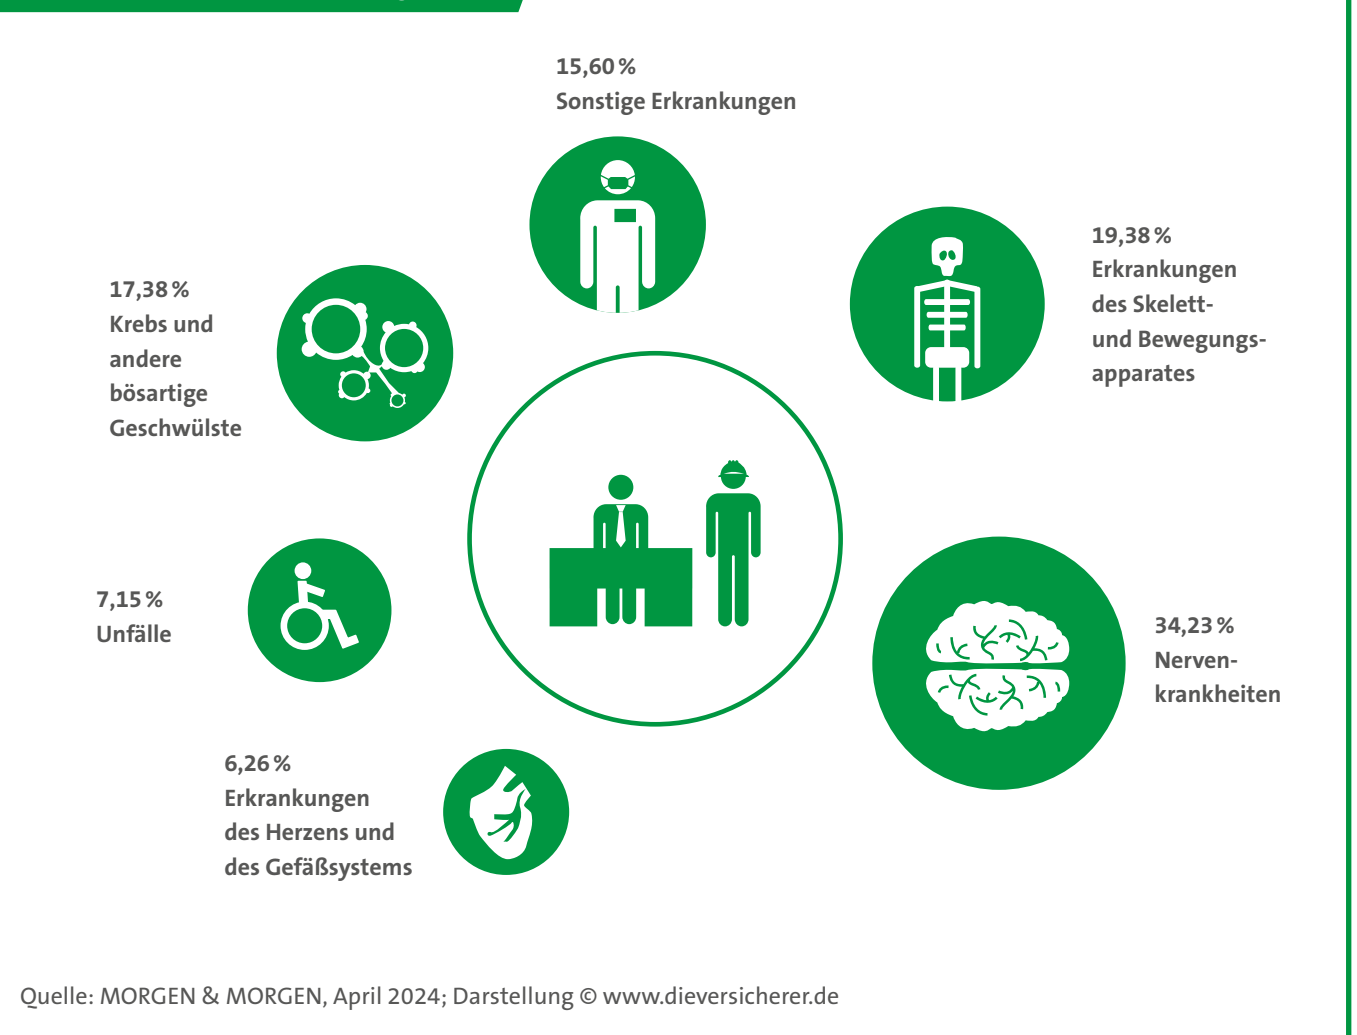 15,60 %
Sonstige Erkrankungen
19,38 %
Erkrankungen
des Skelett-
und Bewegungs-
apparates
17,38 %
Krebs und
andere
bösartige
Geschwülste
7,15 %
Unfälle
34,23 %
Nerven-
krankheiten
6,26 %
Erkrankungen
des Herzens und
des Gefäßsystems
Quelle: MORGEN & MORGEN, April 2024; Darstellung © www.dieversicherer.de